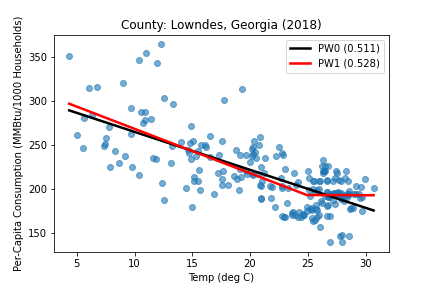 County: Lowndes, Georgia (2018)
PW0 (0.511)
PW1 (0.528)
Per-Capita Consumption (MMBtu/1000 Households)
350
300
250
200
150
5 10 15 20 25 30
Temp (deg C)